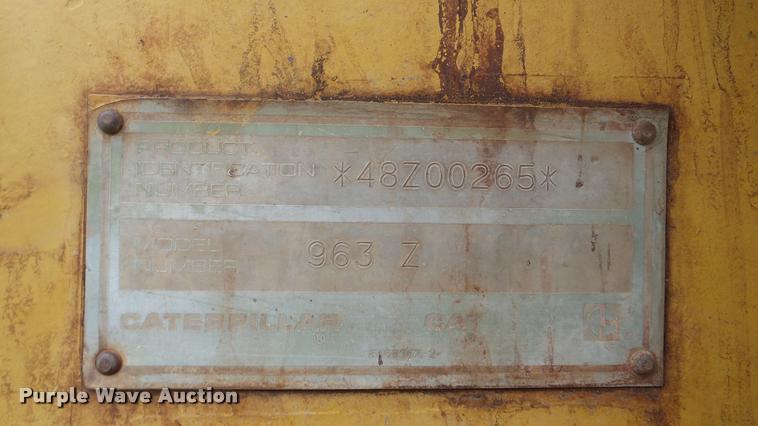 PRODUCT
IDENTIFICATION
NUMBER *48Z00265*
MODEL
NUMBER 963 Z
CATERPILLAR ® CAT
Purple Wave Auction